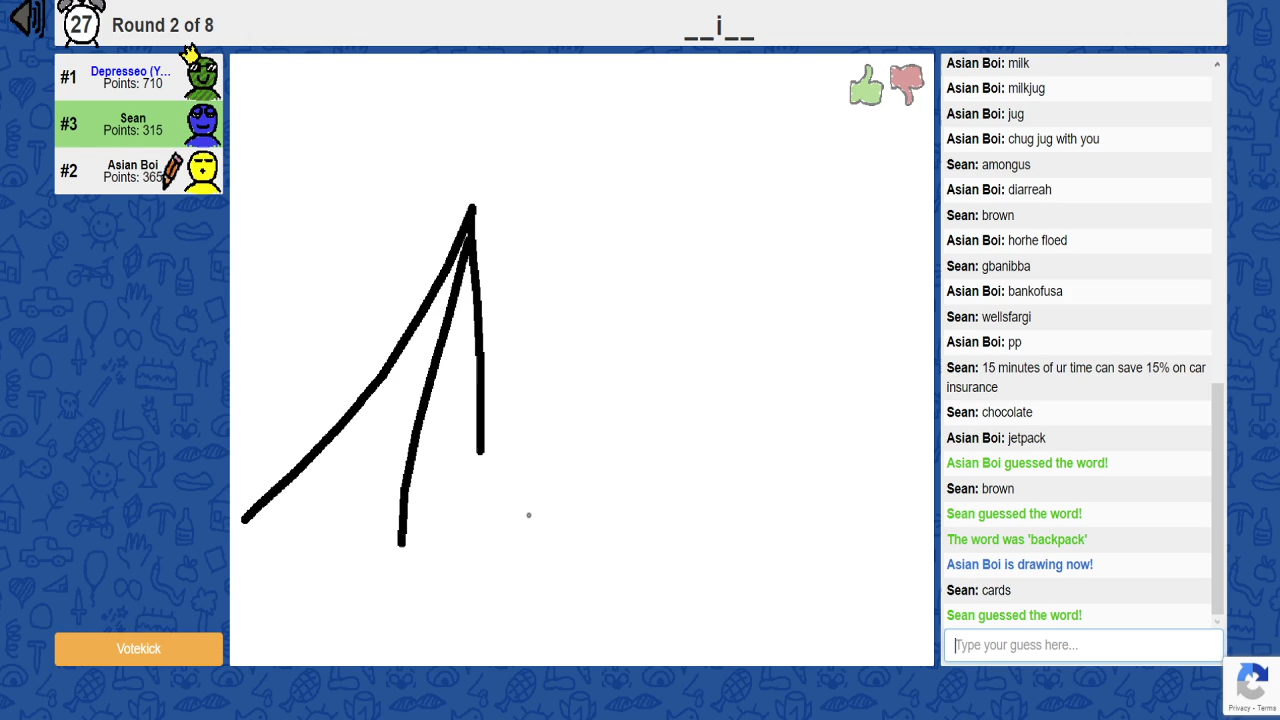 27
Round 2 of 8
__i__
#1
Depresseo (Y...
Points: 710
#3
Sean
Points: 315
#2
Asian Boi
Points: 365
Votekick
Asian Boi: milk
Asian Boi: milkjug
Asian Boi: jug
Asian Boi: chug jug with you
Sean: amongus
Asian Boi: diarreah
Sean: brown
Asian Boi: horhe floed
Sean: gbanibba
Asian Boi: bankofusa
Sean: wellsfargi
Asian Boi: pp
Sean: 15 minutes of ur time can save 15% on car
insurance
Sean: chocolate
Asian Boi: jetpack
Asian Boi guessed the word!
Sean: brown
Sean guessed the word!
The word was 'backpack'
Asian Boi is drawing now!
Sean: cards
Sean guessed the word!
Type your guess here...
Privacy - Terms